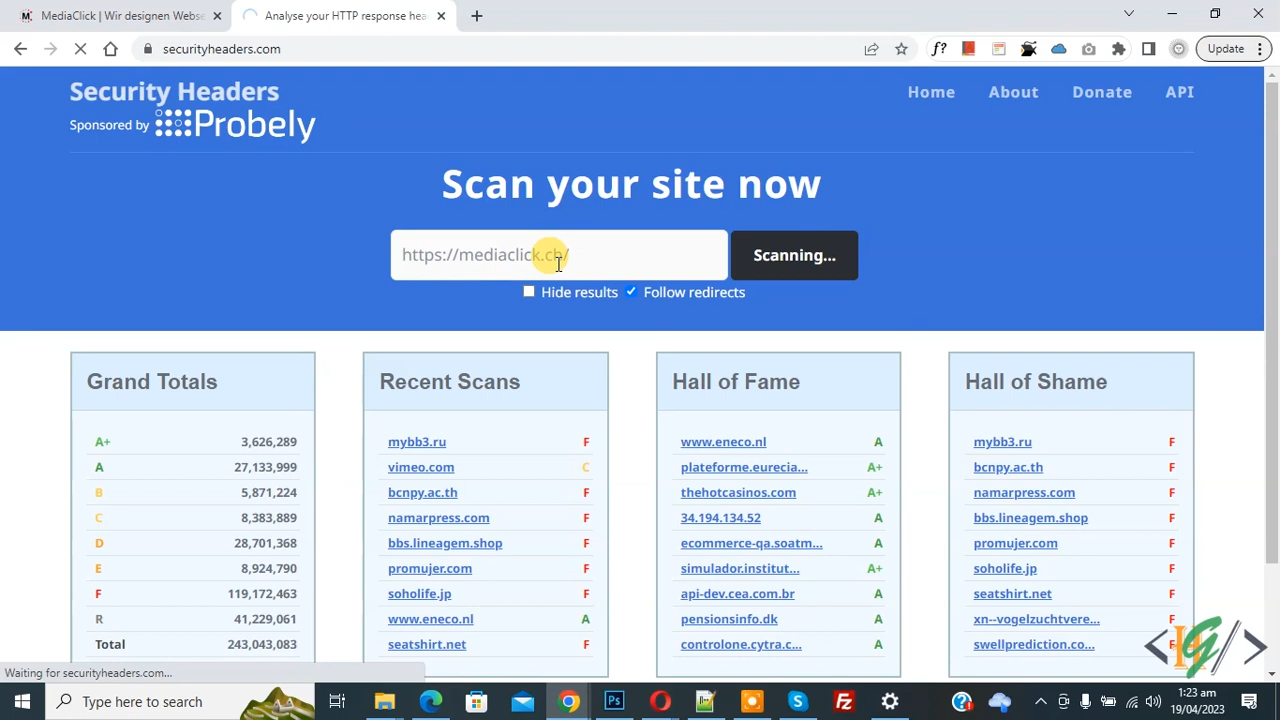 MediaClick | Wir designen Webse
Analyse your HTTP response hea
securityheaders.com
Update
Security Headers
Sponsored by Probely
Home About Donate API
Scan your site now
https://mediaclick.ch/
Scanning...
Hide results Follow redirects
Grand Totals
A+ 3,626,289
A 27,133,999
B 5,871,224
C 8,383,889
D 28,701,368
E 8,924,790
F 119,172,463
R 41,229,061
Total 243,043,083
Recent Scans
mybb3.ru F
vimeo.com C
bcnpy.ac.th F
namarpress.com F
bbs.lineagem.shop F
promujer.com F
soholife.jp F
www.eneco.nl A
seatshirt.net F
Hall of Fame
www.eneco.nl A
plateforme.eurecia... A+
thehotcasinos.com A+
34.194.134.52 A
ecommerce-qa.soatm... A
simulador.institut... A+
api-dev.cea.com.br A
pensionsinfo.dk A
controlone.cytra.c... A
Hall of Shame
mybb3.ru F
bcnpy.ac.th F
namarpress.com F
bbs.lineagem.shop F
promujer.com F
soholife.jp F
seatshirt.net F
xn--vogelzuchtvere... F
swellprediction.co... F
Waiting for securityheaders.com...
Type here to search
1:23 am
19/04/2023